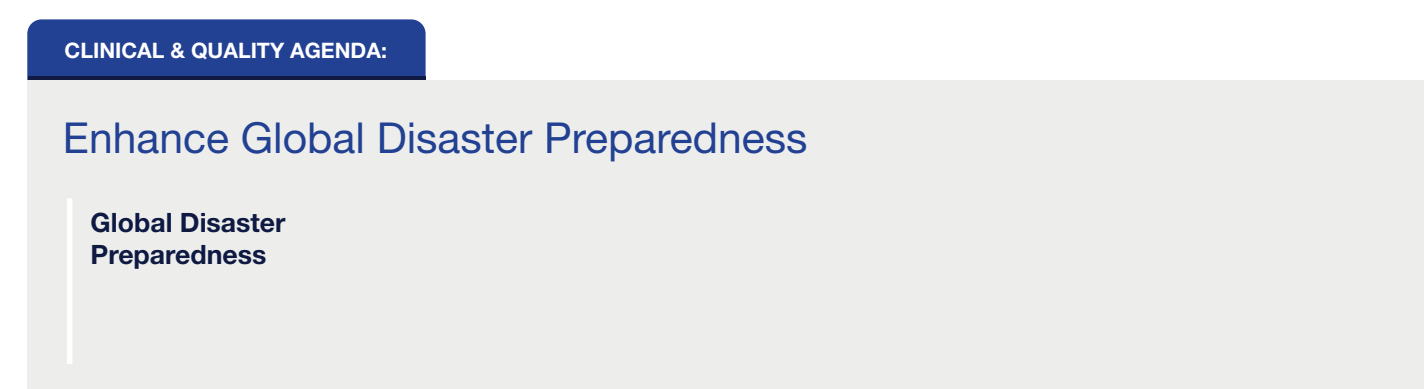 CLINICAL & QUALITY AGENDA:
Enhance Global Disaster Preparedness
Global Disaster
Preparedness